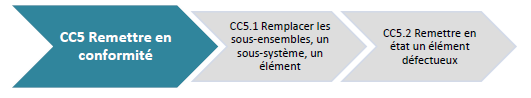 CC5 Remettre en
conformité
CC5.1 Remplacer les
sous-ensembles, un
sous-système, un
élément
CC5.2 Remettre en
état un élément
défectueux